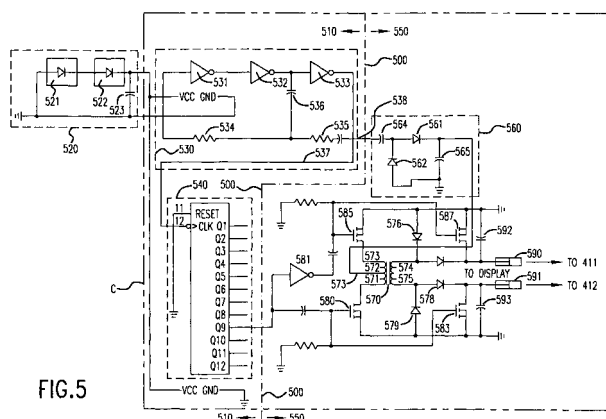 510 550
500
521
522
523
520
VCC GND
531
532
533
536
534
535
538
530
537
564
561
560
562
565
540
500
11
12
RESET
CLK
Q1
Q2
Q3
Q4
Q5
Q6
Q7
Q8
Q9
Q10
Q11
Q12
C
581
585
576
587
592
573
572
571
573
574
575
570
TO DISPLAY
590
TO 411
591
TO 412
580
578
579
583
593
VCC GND
500
510 550
FIG.5